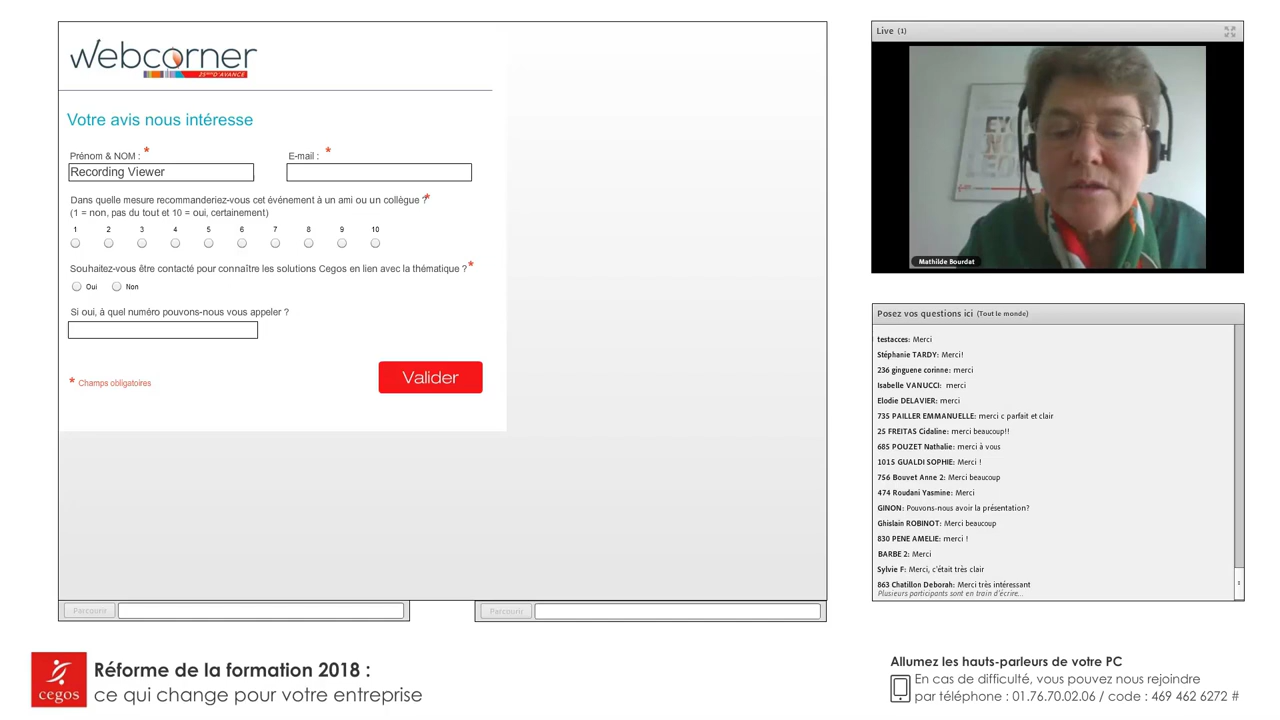 webcorner
25 ANS D'AVANCE
Votre avis nous intéresse
Prénom & NOM : *
E-mail : *
Recording Viewer
Dans quelle mesure recommanderiez-vous cet événement à un ami ou un collègue ?*
(1 = non, pas du tout et 10 = oui, certainement)
1 2 3 4 5 6 7 8 9 10
Souhaitez-vous être contacté pour connaître les solutions Cegos en lien avec la thématique ?*
Oui Non
Si oui, à quel numéro pouvons-nous vous appeler ?
* Champs obligatoires
Valider
Parcourir
Parcourir
Live (1)
Mathilde Bourdat
Posez vos questions ici (Tout le monde)
testacces: Merci
Stéphanie TARDY: Merci!
236 ginguene corinne: merci
Isabelle VANUCCI: merci
Elodie DELAVIER: merci
735 PAILLER EMMANUELLE: merci c parfait et clair
25 FREITAS Cidaline: merci beaucoup!!
685 POUZET Nathalie: merci à vous
1015 GUALDI SOPHIE: Merci !
756 Bouvet Anne 2: Merci beaucoup
474 Roudani Yasmine: Merci
GINON: Pouvons-nous avoir la présentation?
Ghislain ROBINOT: Merci beaucoup
830 PENE AMELIE: merci !
BARBE 2: Merci
Sylvie F: Merci, c'était très clair
863 Chatillon Deborah: Merci très intéressant
Plusieurs participants sont en train d'écrire...
cegos
Réforme de la formation 2018 :
ce qui change pour votre entreprise
Allumez les hauts-parleurs de votre PC
En cas de difficulté, vous pouvez nous rejoindre
par téléphone : 01.76.70.02.06 / code : 469 462 6272 #